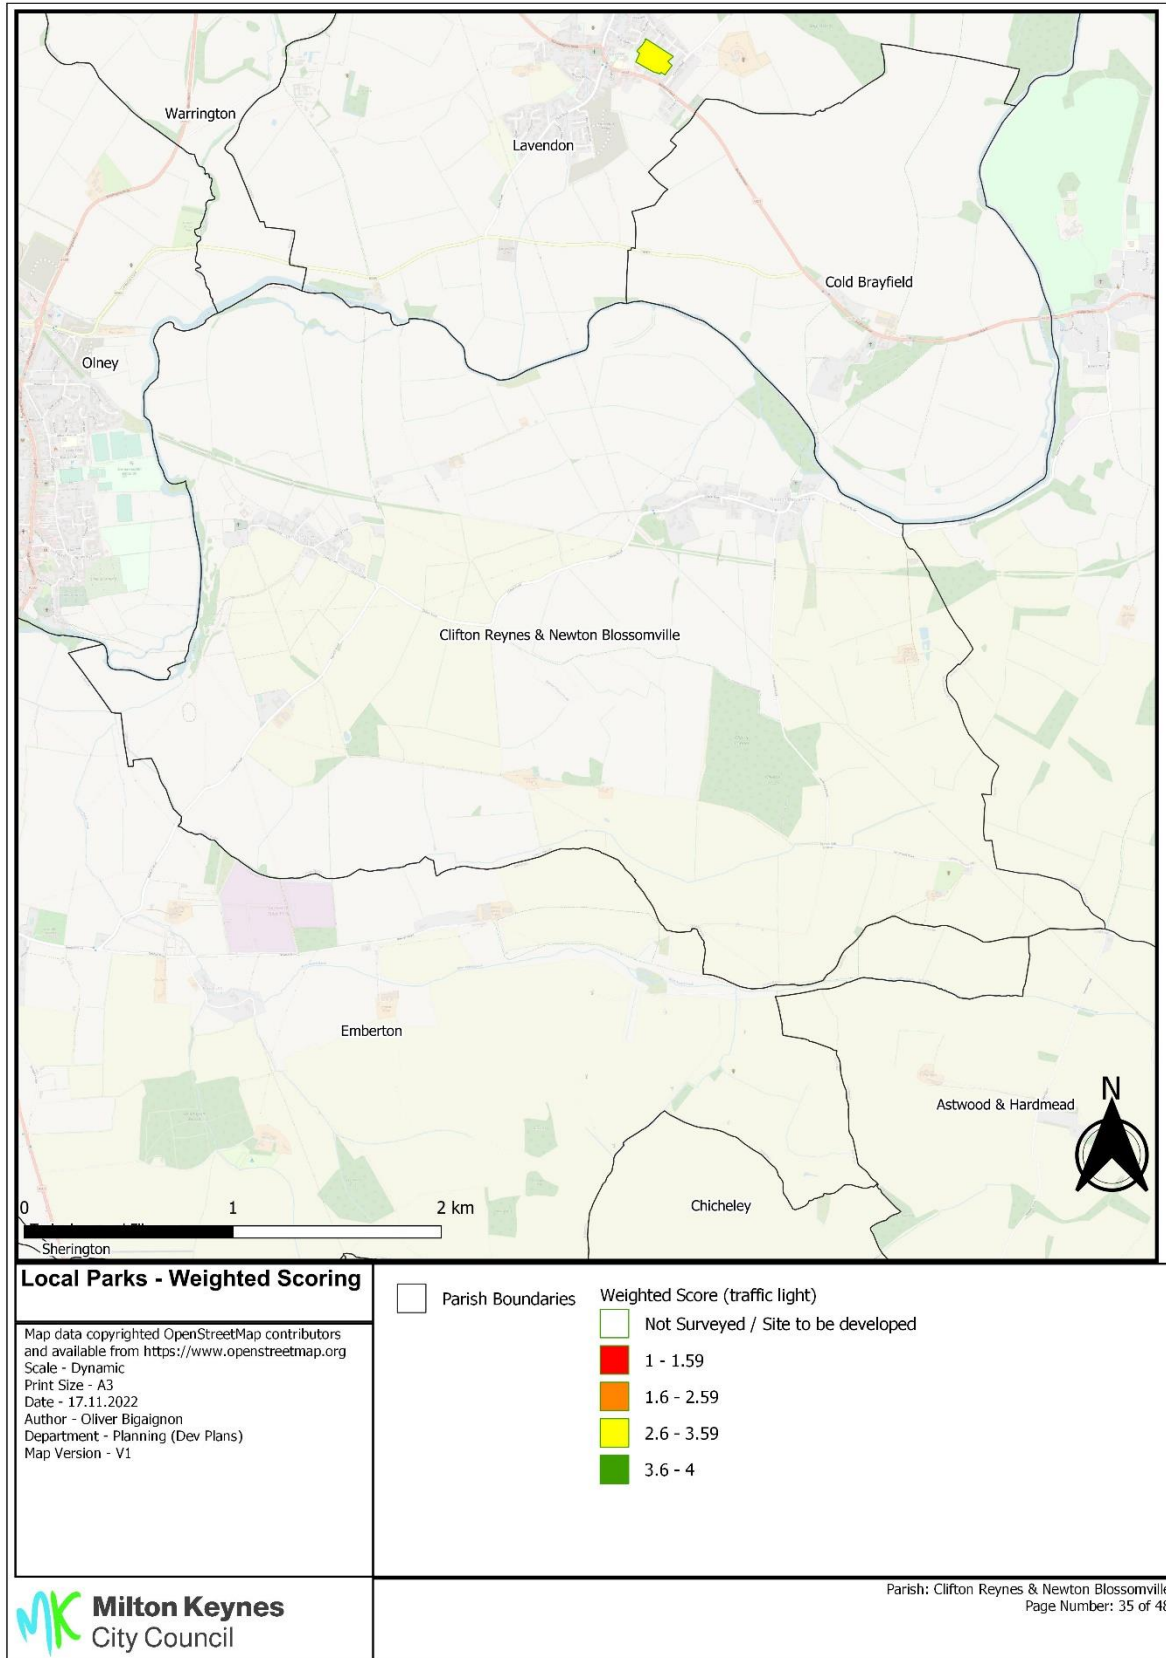 Warrington
Lavendon
Cold Brayfield
Olney
Clifton Reynes & Newton Blossomville
Emberton
Astwood & Hardmead
N
Chicheley
0 1 2 km
Sherington
Local Parks - Weighted Scoring
Map data copyrighted OpenStreetMap contributors
and available from https://www.openstreetmap.org
Scale - Dynamic
Print Size - A3
Date - 17.11.2022
Author - Oliver Bigaignon
Department - Planning (Dev Plans)
Map Version - V1
Parish Boundaries
Weighted Score (traffic light)
Not Surveyed / Site to be developed
1 - 1.59
1.6 - 2.59
2.6 - 3.59
3.6 - 4
MK Milton Keynes
City Council
Parish: Clifton Reynes & Newton Blossomville
Page Number: 35 of 48